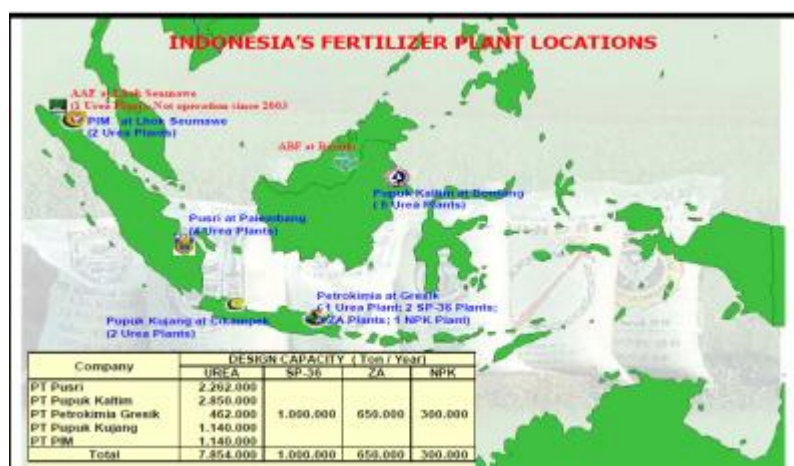 INDONESIA'S FERTILIZER PLANT LOCATIONS
AAF at Lhok Seumawe
(1 Urea Plant) Not operation since 2003
PIM at Lhok Seumawe
(2 Urea Plants)
ABF at
Pupuk Kaltim at Bontang
(5 Urea Plants)
Pusri at Palembang
(4 Urea Plants)
Petrokimia at Gresik
(1 Urea Plant; 2 SP-36 Plants;
ZA Plants; 1 NPK Plant)
Pupuk Kujang at Cikampek
(2 Urea Plants)
Company DESIGN CAPACITY (Ton / Year)
UREA SP-36 ZA NPK
PT Pusri 2.262.000
PT Pupuk Kaltim 2.850.000
PT Petrokimia Gresik 462.000 1.000.000 650.000 300.000
PT Pupuk Kujang 1.140.000
PT PIM 1.140.000
Total 7.854.000 1.000.000 650.000 300.000